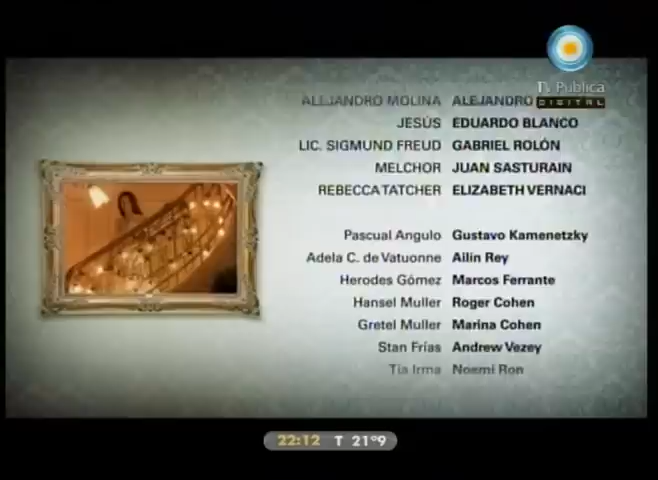 TV Pública
DIGITAL
ALEJANDRO MOLINA ALEJANDRO
JESÚS EDUARDO BLANCO
LIC. SIGMUND FREUD GABRIEL ROLÓN
MELCHOR JUAN SASTURAIN
REBECCA TATCHER ELIZABETH VERNACI
Pascual Angulo Gustavo Kamenetzky
Adela C. de Vatuonne Ailín Rey
Herodes Gómez Marcos Ferrante
Hansel Muller Roger Cohen
Gretel Muller Marina Cohen
Stan Frías Andrew Vezey
Tía Irma Noemí Ron
22:12 T 21º9